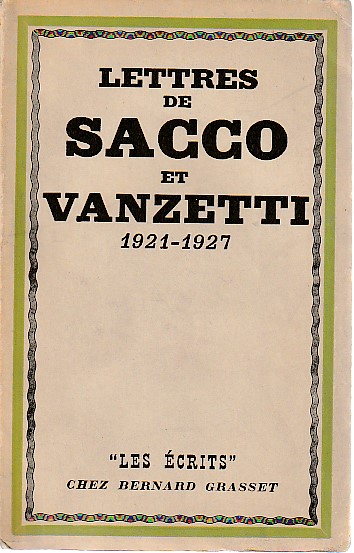 LETTRES
DE
SACCO
ET
VANZETTI
1921-1927
"LES ÉCRITS"
CHEZ BERNARD GRASSET